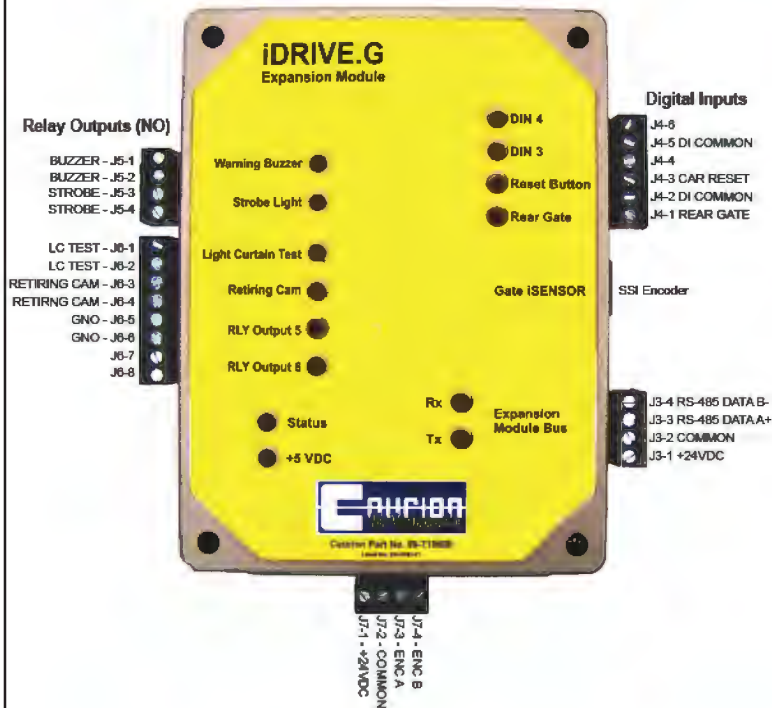 iDRIVE.G
Expansion Module
Relay Outputs (NO)
BUZZER - J5-1
BUZZER - J5-2
STROBE - J5-3
STROBE - J5-4
LC TEST - J6-1
LC TEST - J6-2
RETIRING CAM - J6-3
RETIRNG CAM - J6-4
GNO - J6-5
GNO - J6-6
J6-7
J6-8
Warning Buzzer
Strobe Light
Light Curtain Test
Retiring Cam
RLY Output 5
RLY Output 6
Status
+5 VDC
DIN 4
DIN 3
Reset Button
Rear Gate
Gate iSENSOR
Rx
Tx
Expansion
Module Bus
Digital Inputs
J4-6
J4-5 DI COMMON
J4-4
J4-3 CAR RESET
J4-2 DI COMMON
J4-1 REAR GATE
SSI Encoder
J3-4 RS-485 DATA B-
J3-3 RS-485 DATA A+
J3-2 COMMON
J3-1 +24VDC
Part No.
J7-1 - +24VDC
J7-2 - COMMON
J7-3 - ENC A
J7-4 - ENC B